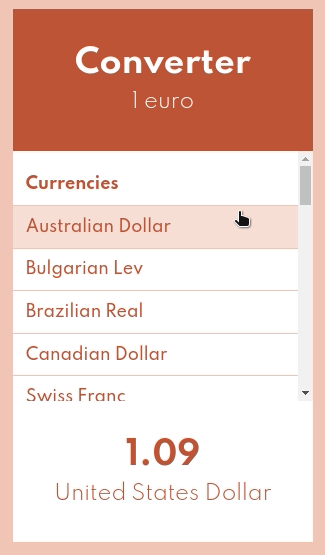 Converter
1 euro
Currencies
Australian Dollar
Bulgarian Lev
Brazilian Real
Canadian Dollar
Swiss Franc
1.09
United States Dollar